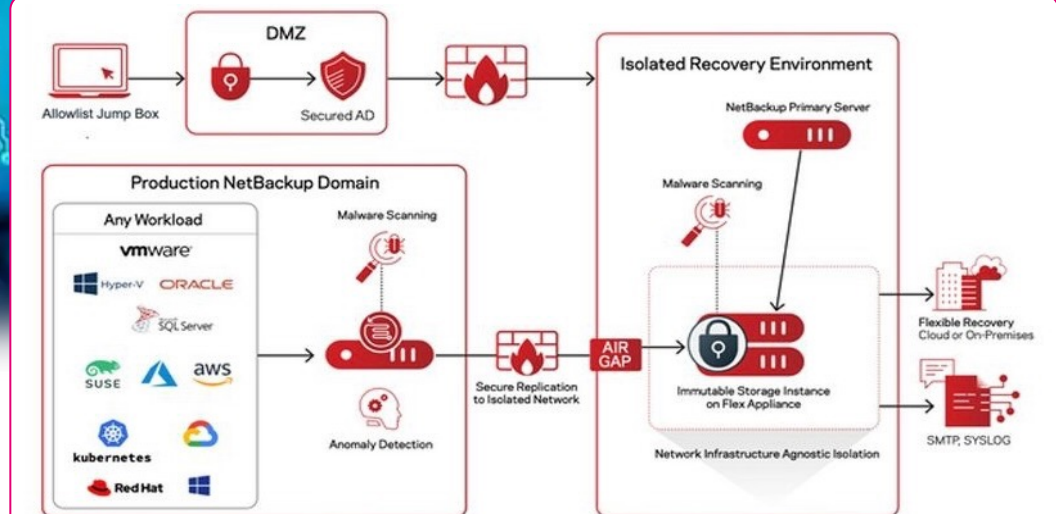 DMZ
Allowlist Jump Box
Secured AD
Isolated Recovery Environment
NetBackup Primary Server
Malware Scanning
Production NetBackup Domain
Any Workload
vmware
Hyper-V
ORACLE
Microsoft
SQL Server
SUSE
aws
kubernetes
Red Hat
Malware Scanning
Anomaly Detection
Secure Replication
to Isolated Network
AIR
GAP
Immutable Storage Instance
on Flex Appliance
Network Infrastructure Agnostic Isolation
Flexible Recovery
Cloud or On-Premises
SMTP, SYSLOG